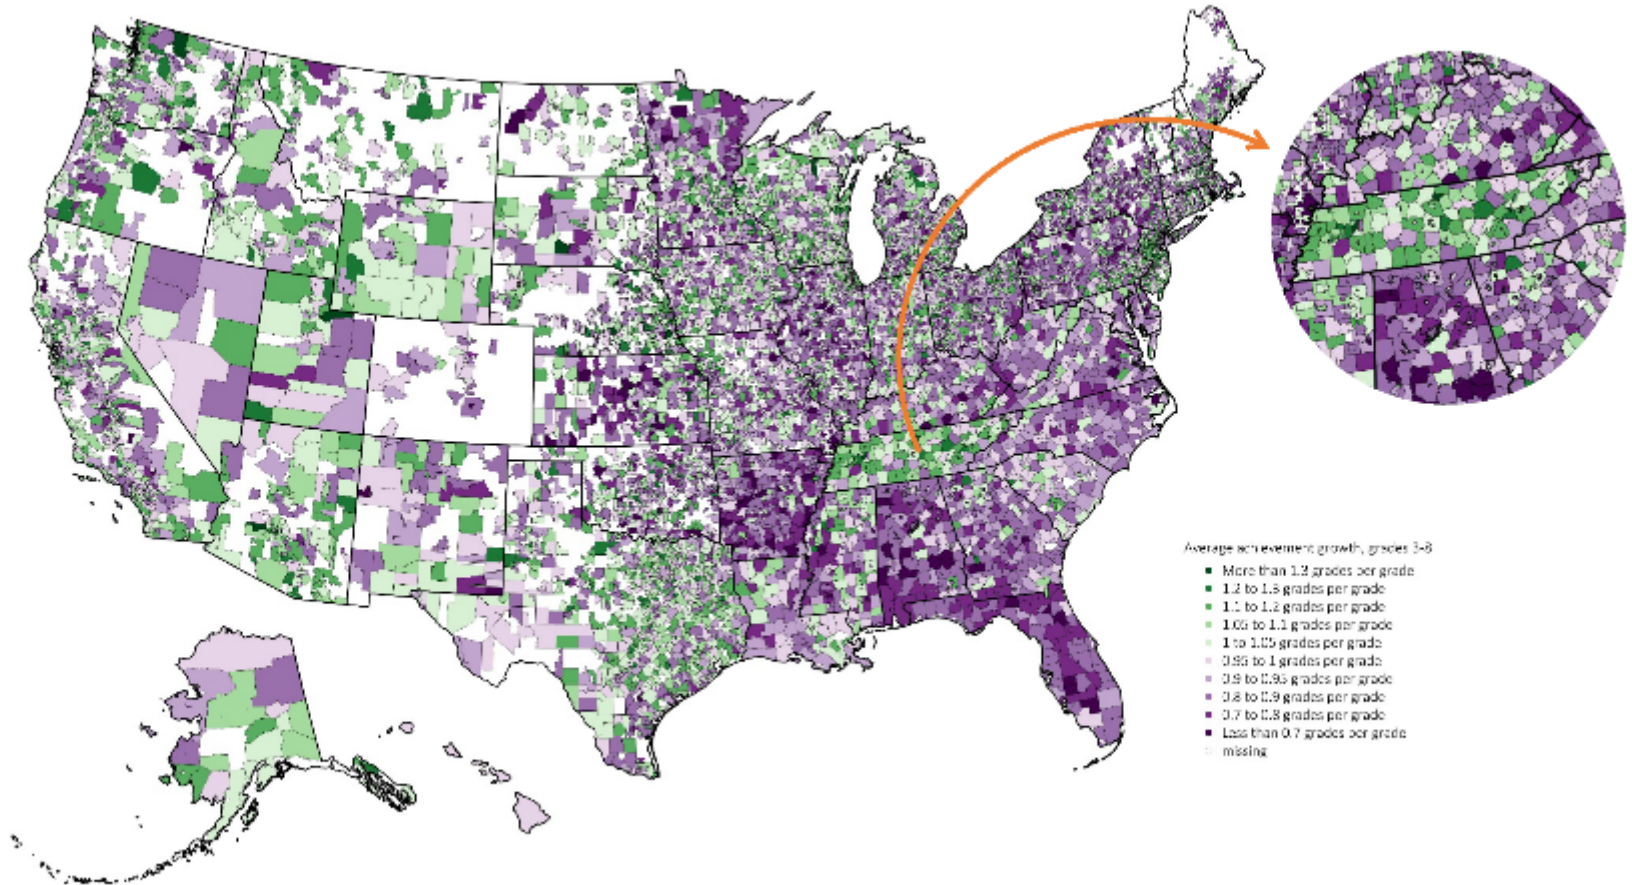 Average achievement growth, grades 3-8
More than 1.3 grades per grade
1.2 to 1.3 grades per grade
1.1 to 1.2 grades per grade
1.05 to 1.1 grades per grade
1 to 1.05 grades per grade
0.95 to 1 grades per grade
0.9 to 0.95 grades per grade
0.8 to 0.9 grades per grade
0.7 to 0.8 grades per grade
Less than 0.7 grades per grade
missing